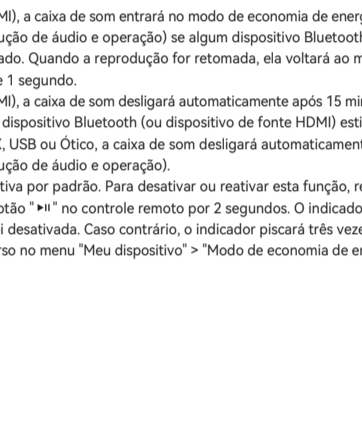 MI), a caixa de som entrará no modo de economia de energ
ução de áudio e operação) se algum dispositivo Bluetooth
ado. Quando a reprodução for retomada, ela voltará ao m
e 1 segundo.
MI), a caixa de som desligará automaticamente após 15 mi
dispositivo Bluetooth (ou dispositivo de fonte HDMI) esti
, USB ou Ótico, a caixa de som desligará automaticament
ução de áudio e operação).
tiva por padrão. Para desativar ou reativar esta função, re
otão "⏯" no controle remoto por 2 segundos. O indicado
i desativada. Caso contrário, o indicador piscará três veze
rso no menu "Meu dispositivo" > "Modo de economia de en